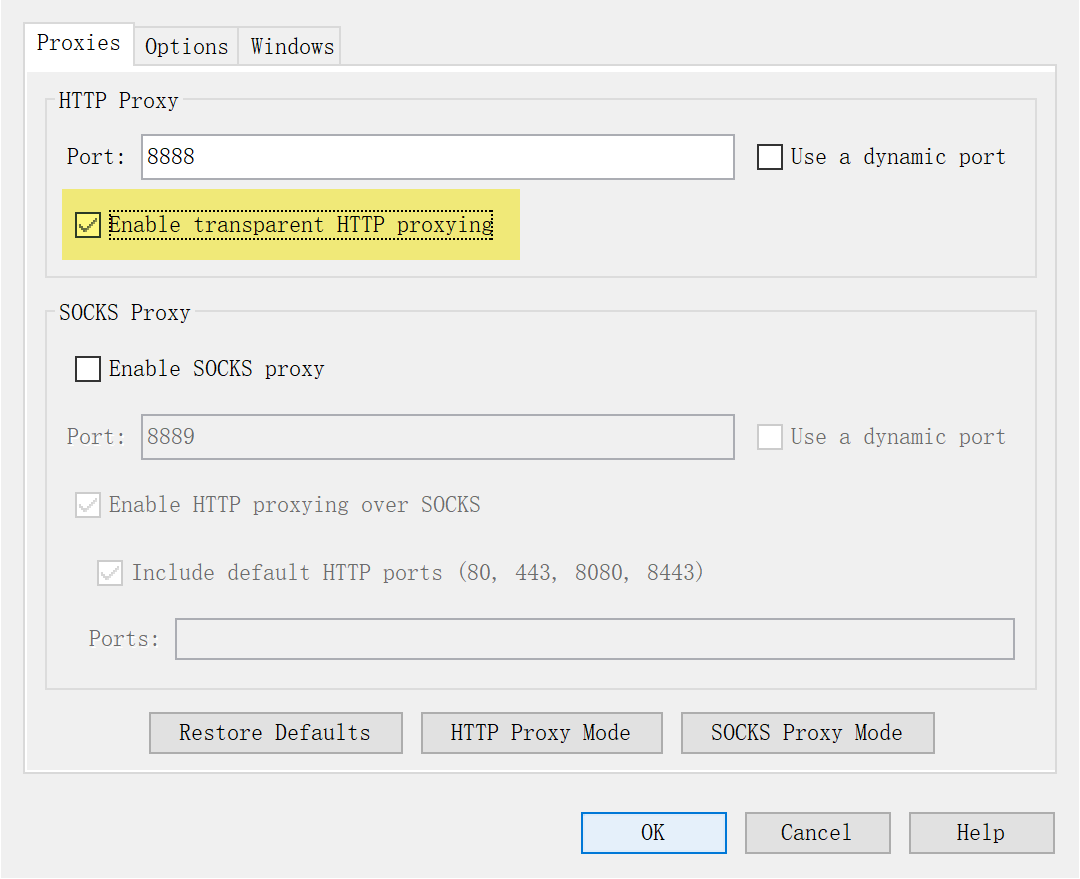 Proxies Options Windows
HTTP Proxy
Port: 8888 Use a dynamic port
Enable transparent HTTP proxying
SOCKS Proxy
Enable SOCKS proxy
Port: 8889 Use a dynamic port
Enable HTTP proxying over SOCKS
Include default HTTP ports (80, 443, 8080, 8443)
Ports:
Restore Defaults HTTP Proxy Mode SOCKS Proxy Mode
OK Cancel Help